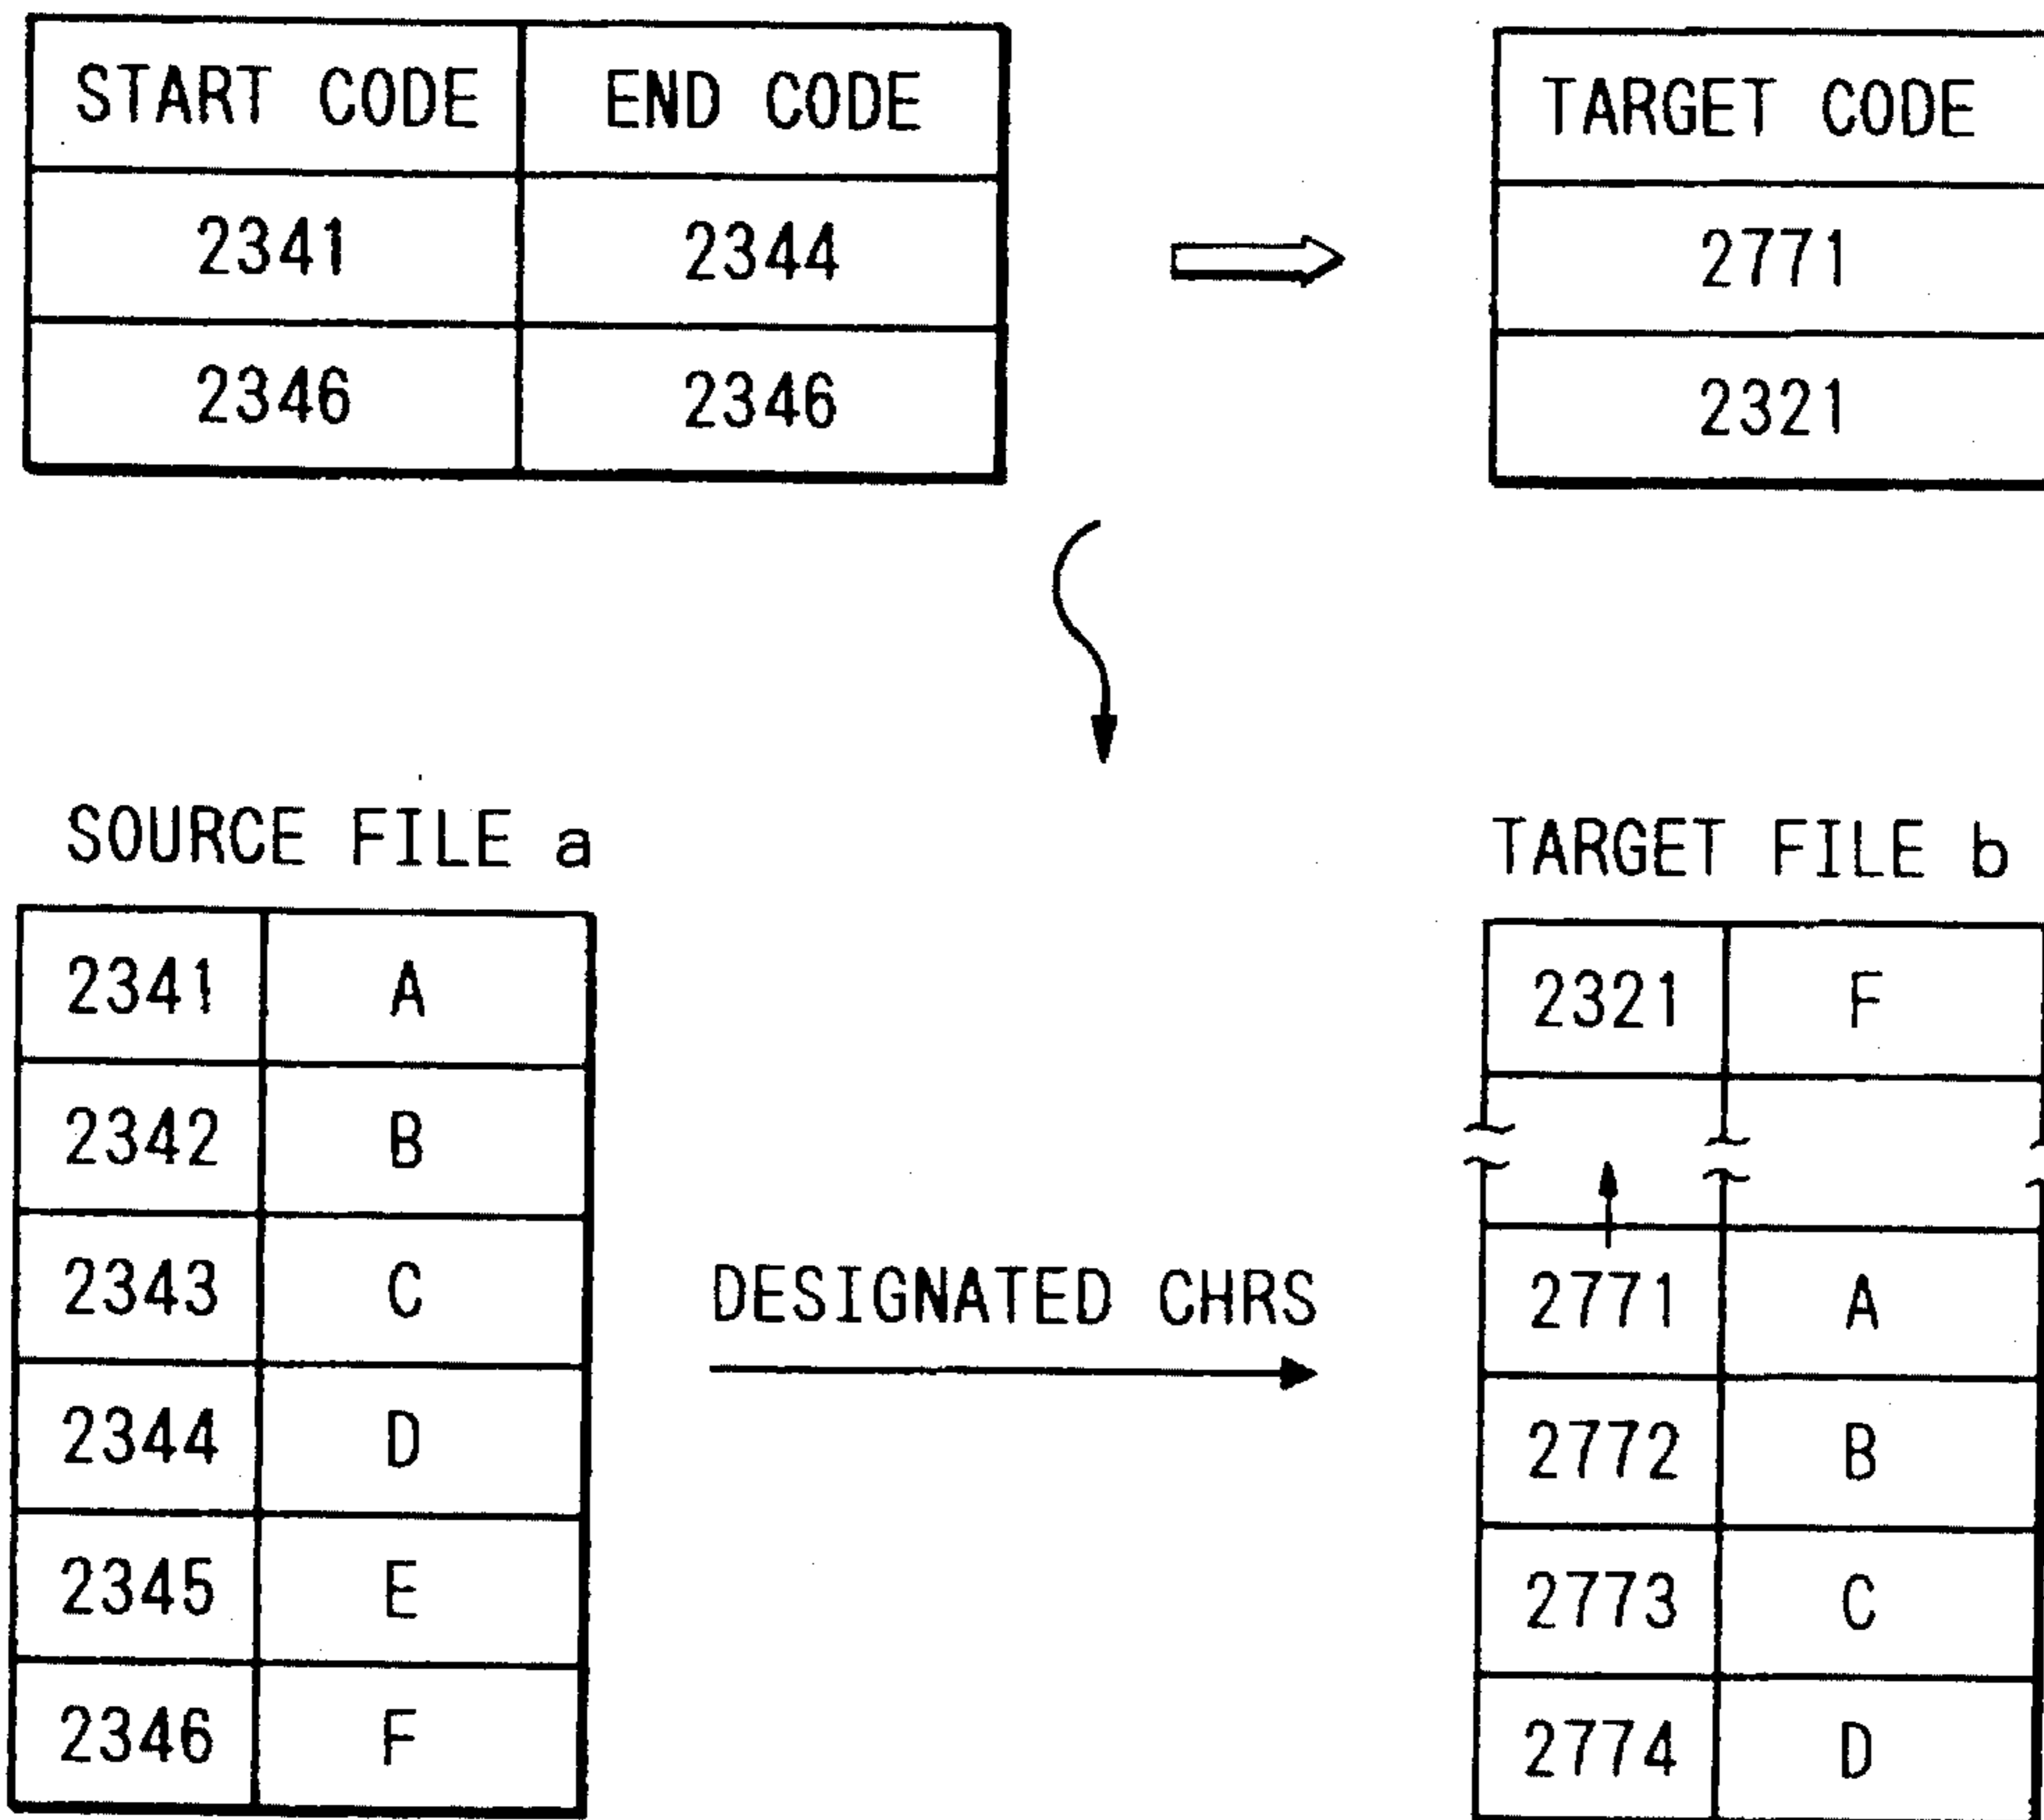 START CODE END CODE
2341 2344
2346 2346
TARGET CODE
2771
2321
SOURCE FILE a
2341 A
2342 B
2343 C
2344 D
2345 E
2346 F
DESIGNATED CHRS
TARGET FILE b
2321 F
2771 A
2772 B
2773 C
2774 D